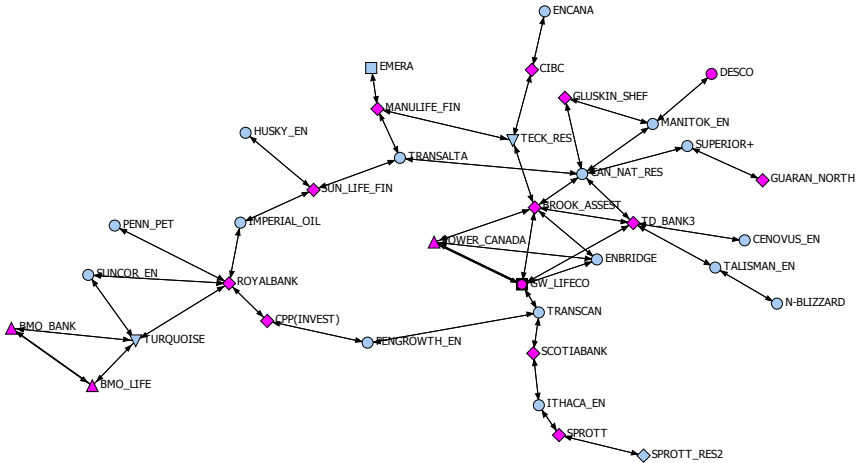 ENCANA
EMERA
CIBC
DESCO
GLUSKIN_SHEF
MANULIFE_FIN
MANITOK_EN
HUSKY_EN
TECK_RES
SUPERIOR+
TRANSALTA
CAN_NAT_RES
GUARAN_NORTH
SUN_LIFE_FIN
BROOK_ASSEST
PENN_PET
IMPERIAL_OIL
TD_BANK3
POWER_CANADA
CENOVUS_EN
ENBRIDGE
TALISMAN_EN
SUNCOR_EN
ROYALBANK
GW_LIFECO
N-BLIZZARD
TRANSCAN
CPP(INVEST)
BMO_BANK
TURQUOISE
PENGROWTH_EN
SCOTIABANK
BMO_LIFE
ITHACA_EN
SPROTT
SPROTT_RES2